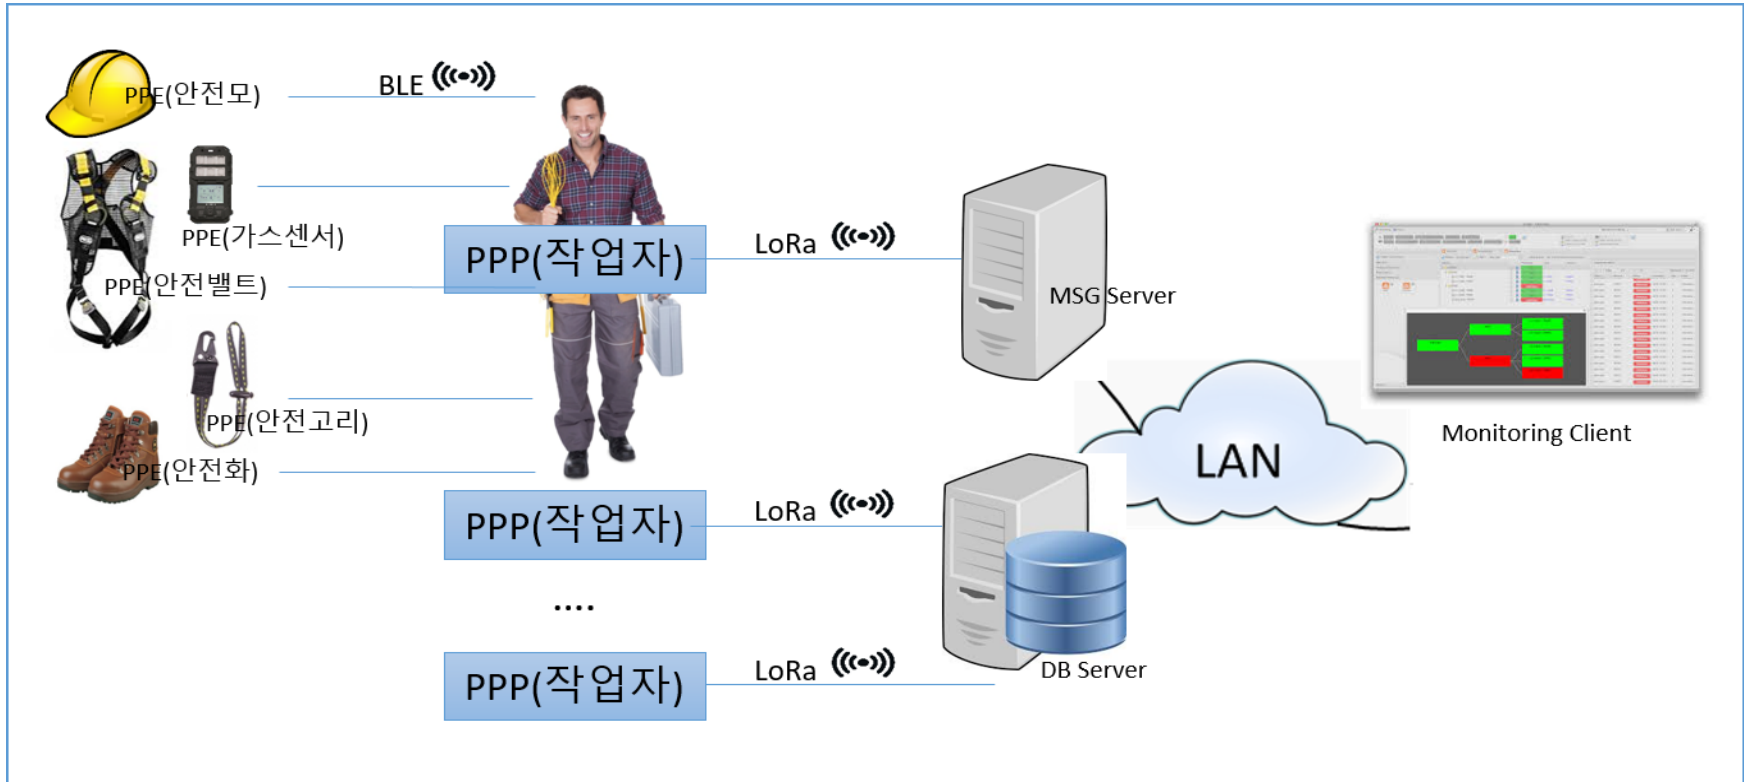 PPE(안전모)
BLE
PPE(가스센서)
PPP(작업자)
LoRa
PPE(안전밸트)
MSG Server
PPE(안전고리)
Monitoring Client
PPE(안전화)
LAN
PPP(작업자)
LoRa
....
PPP(작업자)
LoRa
DB Server